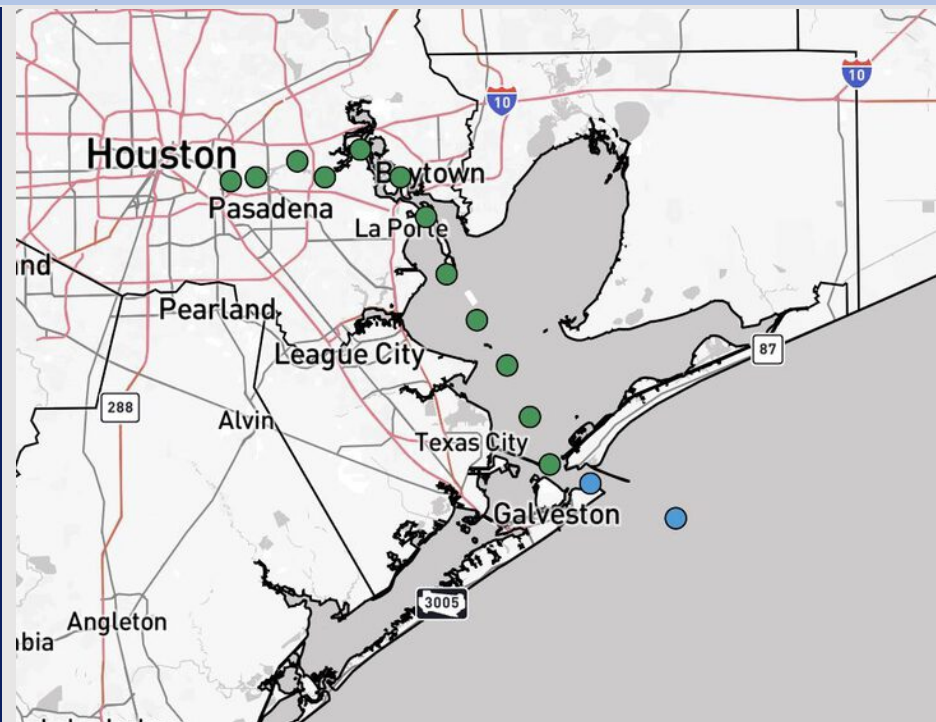 10
10
Houston
Baytown
Pasadena
La Porte
nd
Pearland
League City
87
288
Alvin
Texas City
Galveston
3005
Angleton
bia